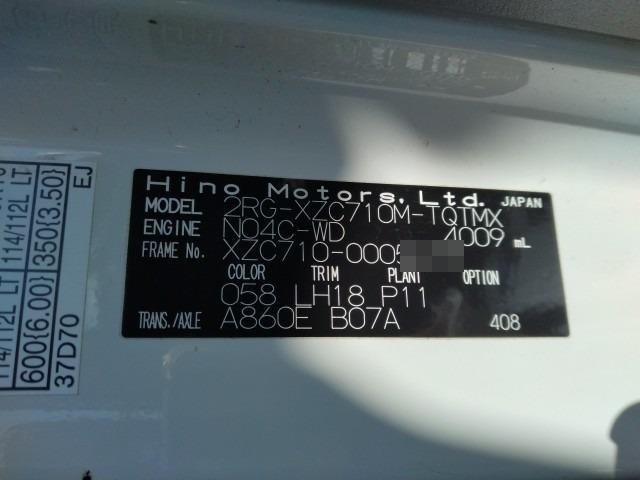 Hino Motors, Ltd. JAPAN
MODEL 2RG-XZC710M-TQTMX
ENGINE N04C-WD 4009 mL
FRAME No. XZC710-0005
COLOR TRIM PLANT OPTION
058 LH18 P11
TRANS./AXLE A860E B07A 408
114/112L LT 114/112L LT
600(6.00) 350(3.50)
37D70 EJ